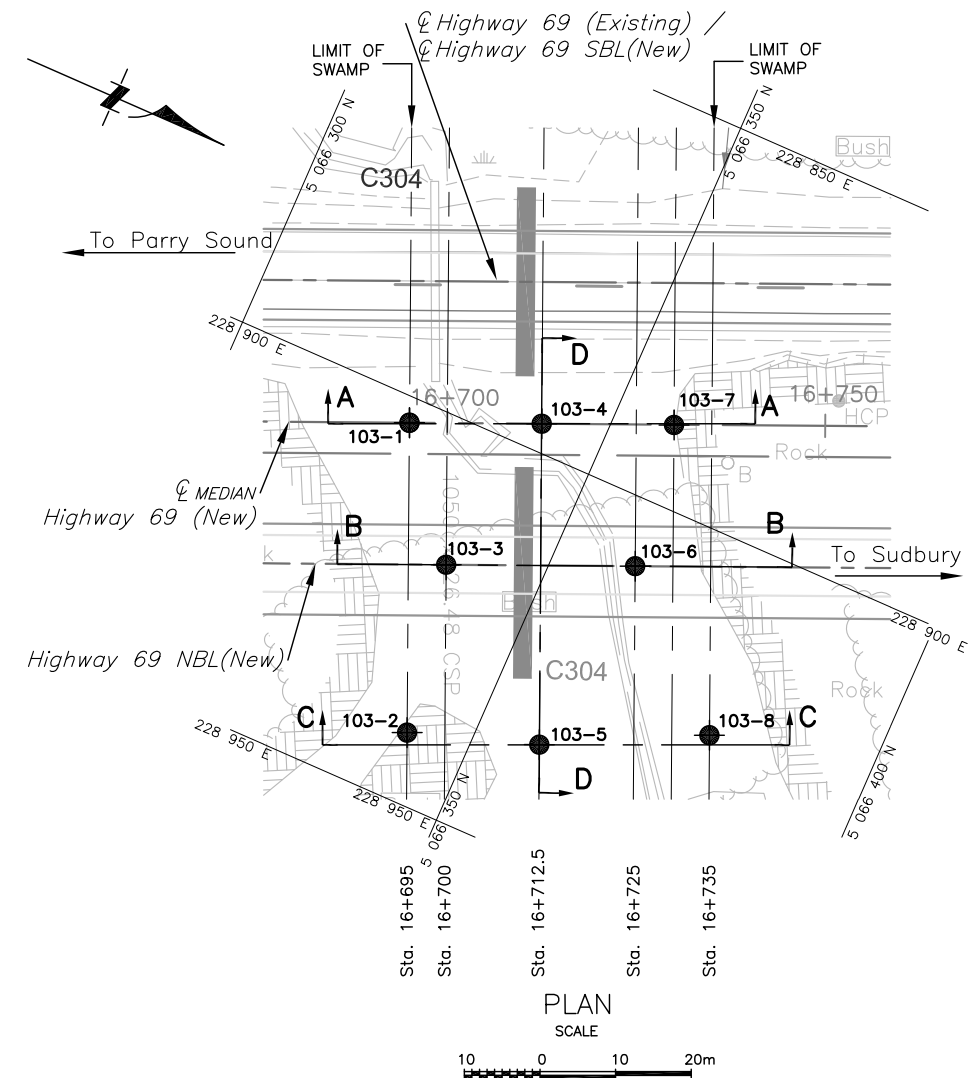 ℄ Highway 69 (Existing) /
℄ Highway 69 SBL(New)
LIMIT OF
SWAMP
LIMIT OF
SWAMP
5 066 300 N
5 066 350 N
228 850 E
Bush
C304
To Parry Sound
228 900 E
D
A
16+700
103-4
103-7
A
16+750
103-1
HCP
Rock
B
℄ MEDIAN
Highway 69 (New)
B
103-3
103-6
B
To Sudbury
CSP
228 900 E
Highway 69 NBL(New)
C304
Rock
C
103-2
103-5
103-8
C
228 950 E
D
228 950 E
5 066 350 N
5 066 400 N
Sta. 16+695
Sta. 16+700
Sta. 16+712.5
Sta. 16+725
Sta. 16+735
PLAN
SCALE
10 0 10 20m